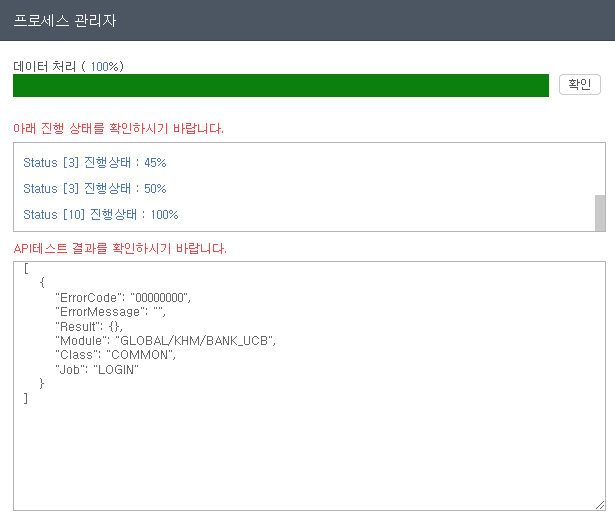 프로세스 관리자
데이터 처리 ( 100%)
확인
아래 진행 상태를 확인하시기 바랍니다.
Status [3] 진행상태 : 45%
Status [3] 진행상태 : 50%
Status [10] 진행상태 : 100%
API테스트 결과를 확인하시기 바랍니다.
[
{
"ErrorCode": "00000000",
"ErrorMessage": "",
"Result": {},
"Module": "GLOBAL/KHM/BANK_UCB",
"Class": "COMMON",
"Job": "LOGIN"
}
]